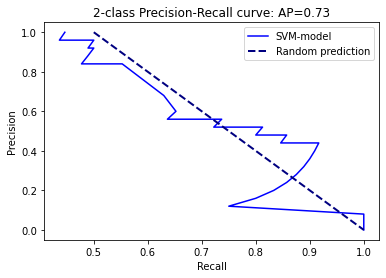 2-class Precision-Recall curve: AP=0.73
SVM-model
Random prediction
Precision
1.0
0.8
0.6
0.4
0.2
0.0
0.5 0.6 0.7 0.8 0.9 1.0
Recall